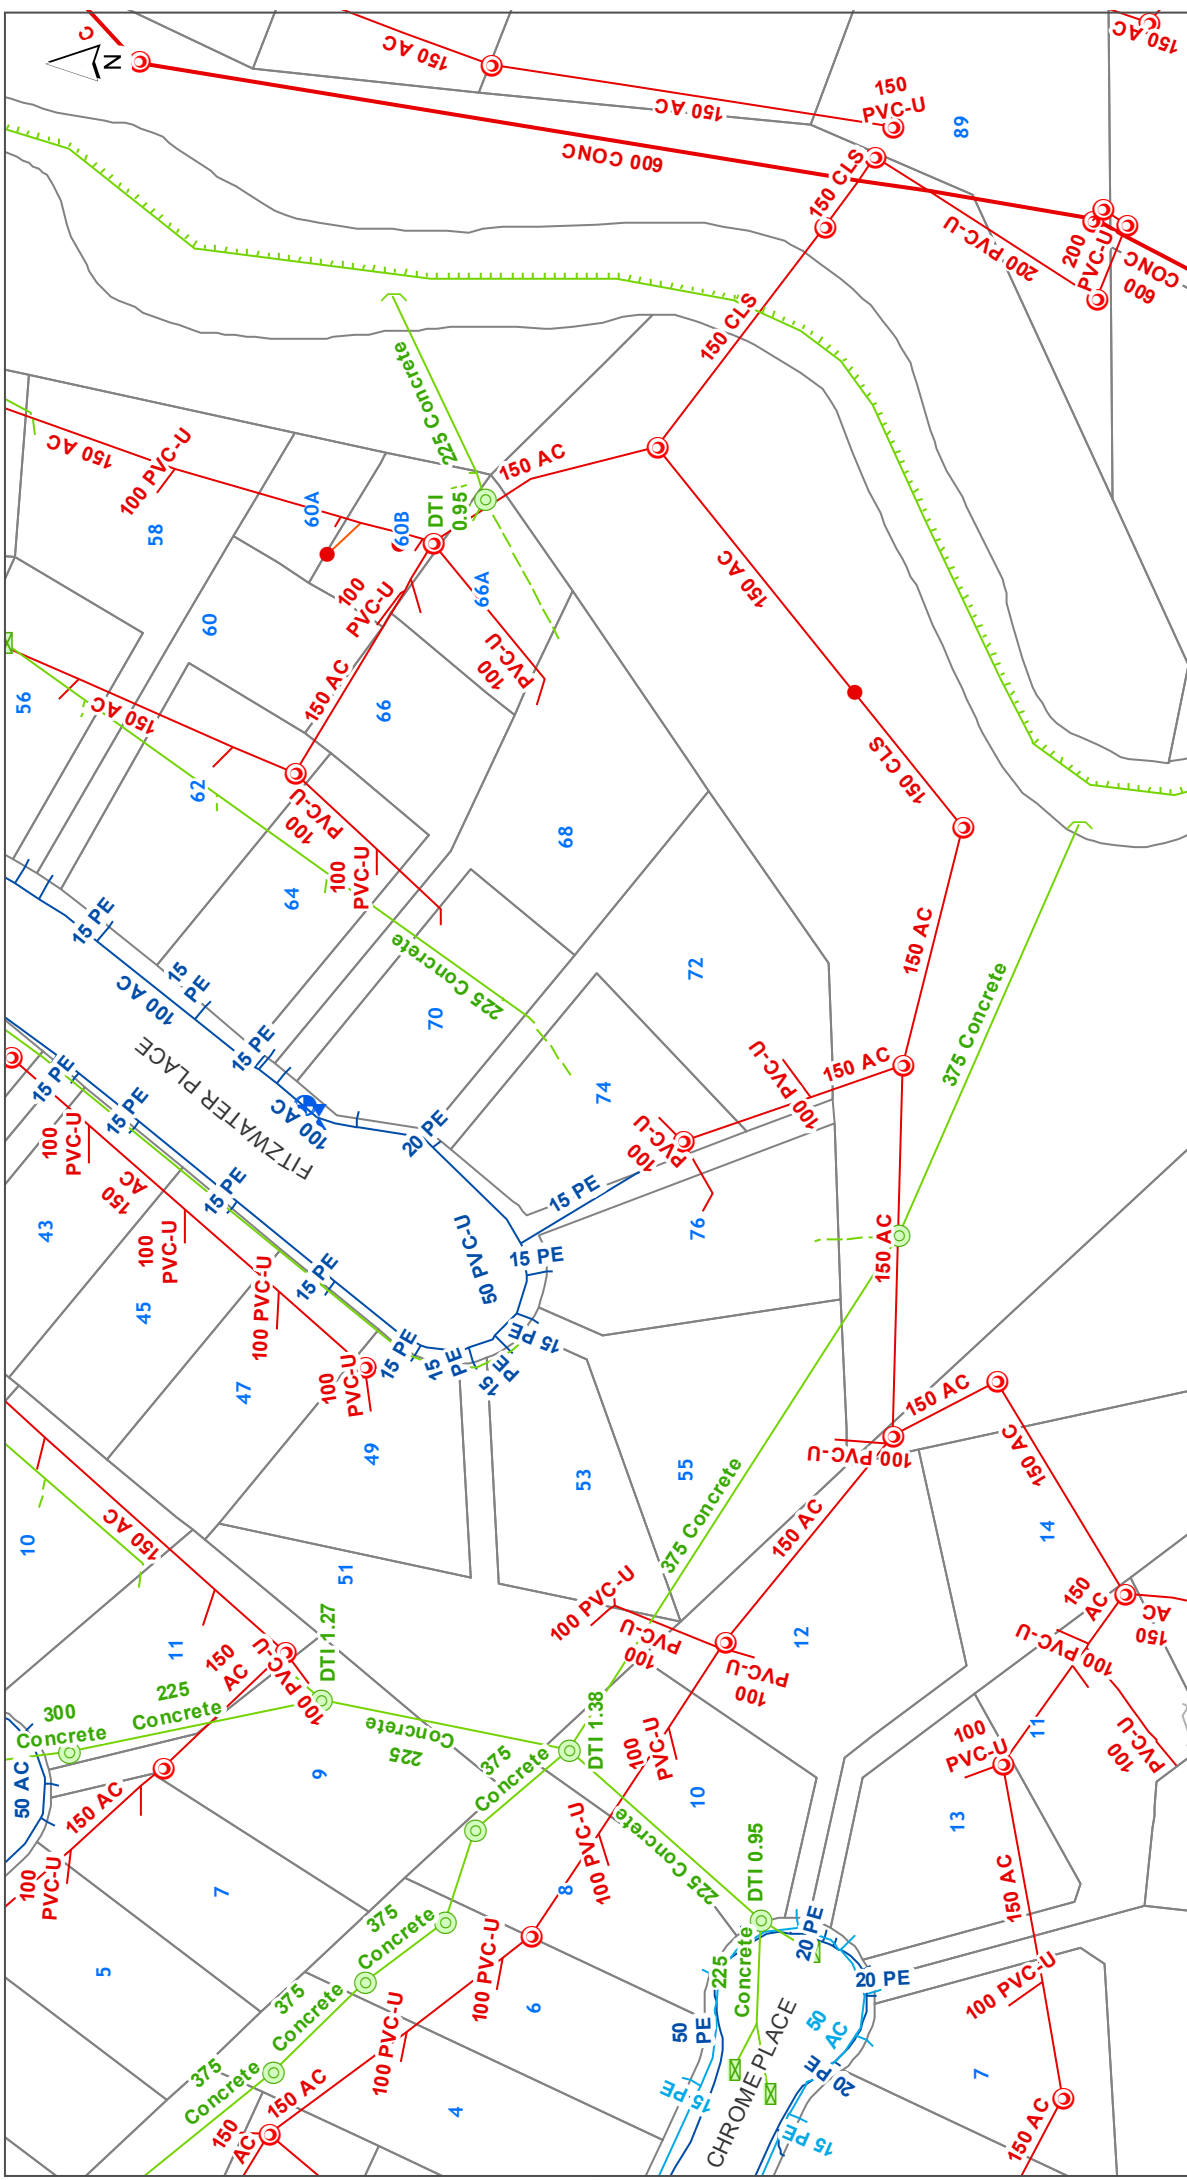 C
N
150 AC
150 AC
150 AC
150
PVC-U
89
600 CONC
150 CLS
200 PVC-U
200
PVC-U
600
CONC
150 CLS
225 Concrete
150 AC
150 AC
100 PVC-U
58
60A
60B
DTI
0.95
66A
100
PVC-U
PVC-U
100
60
150 AC
66
56
150 AC
62
PVC-U
100
100
PVC-U
64
68
150 AC
150 CLS
15 PE
100 AC
15
PE
15 PE
225 Concrete
70
72
150 AC
375 Concrete
FITZWATER PLACE
100 AC
20 PE
74
100 PVC-U
150 AC
PVC-U
100
15 PE
15 PE
100
PVC-U
150
AC
43
15 PE
15 PE
76
50 PVC-U
15 PE
150 AC
100
PVC-U
45
100 PVC-U
15 PE
15 PE
15 PE
15
PE
15
PE
47
100
PVC-U
49
53
55
100 PVC-U
150 AC
150 AC
14
375 Concrete
150 AC
150 AC
10
51
100 PVC-U
PVC-U
100
12
PVC-U
100
150
AC
150
AC
100 PVC-U
11
150
AC
100 PVC-U
DTI 1.27
300
Concrete
225
Concrete
225
Concrete
DTI 1.38
375
Concrete
100
PVC-U
10
11
100
PVC-U
100
PVC-U
50 AC
150 AC
9
100
PVC-U
7
225 Concrete
100 PVC-U
8
DTI 0.95
13
150 AC
5
375
Concrete
100 PVC-U
6
225
Concrete
20 PE
20 PE
100 PVC-U
375
Concrete
100 PVC-U
50
PE
50
AC
20 PE
7
375
Concrete
150 AC
4
15 PE
CHROME PLACE
15 PE
150
AC
150 AC